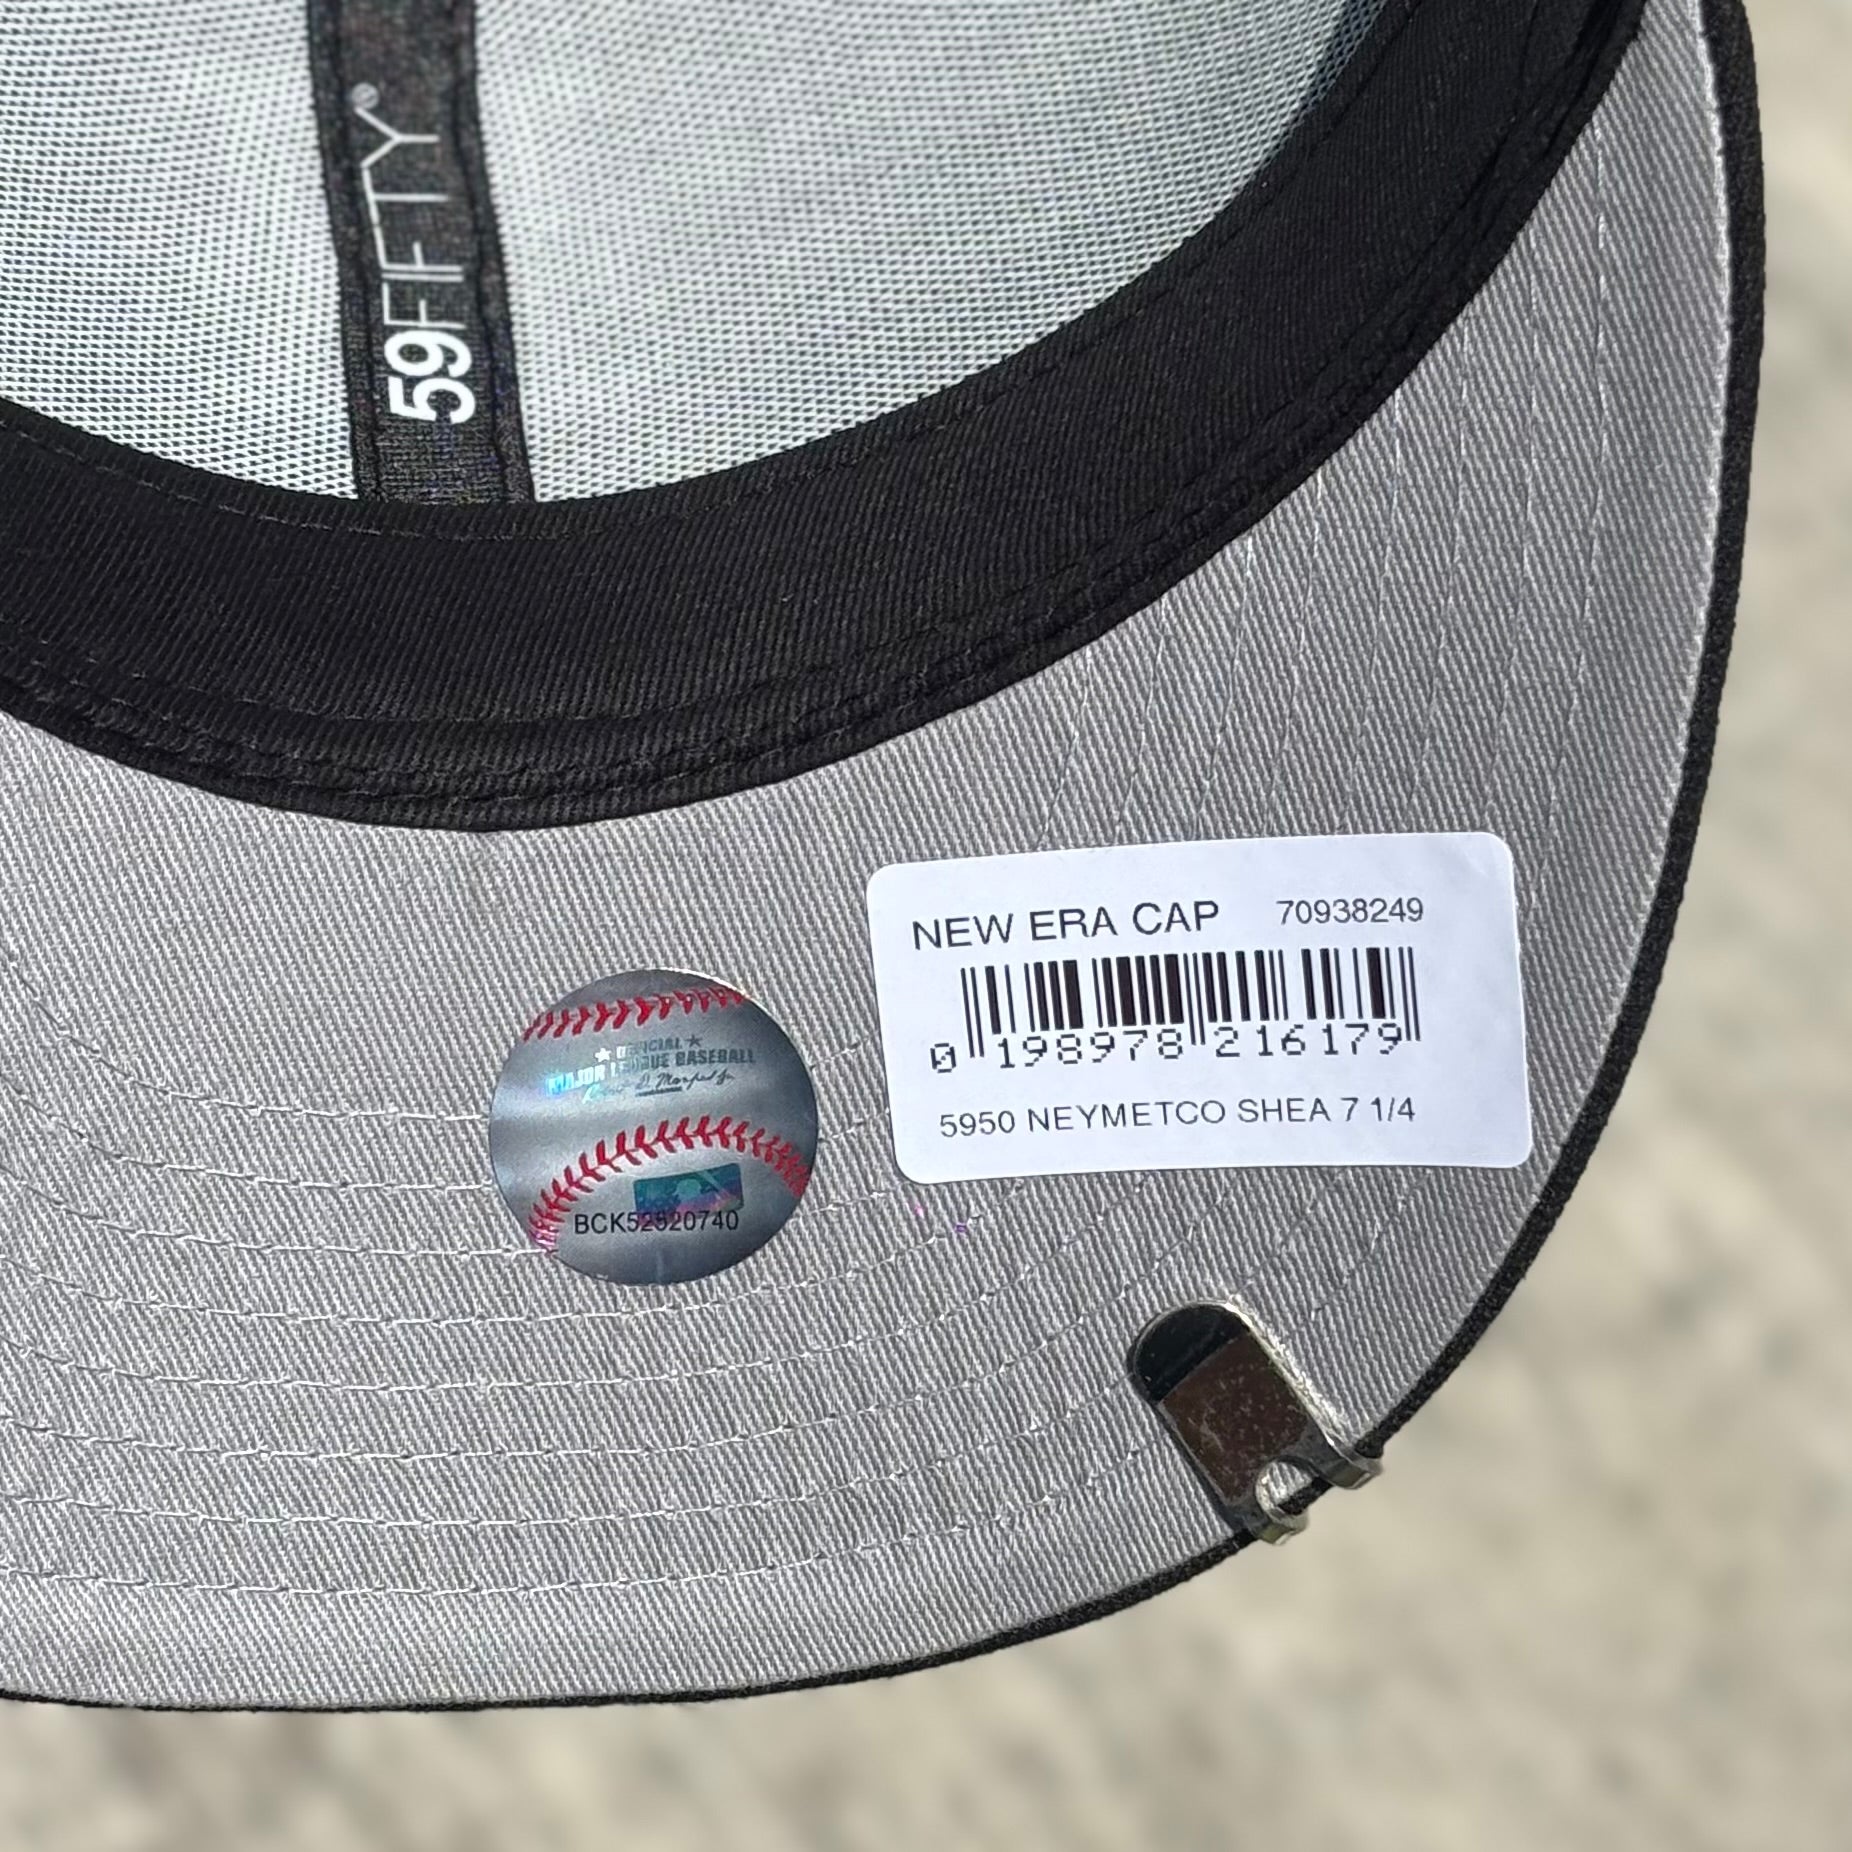 59FIFTY®
NEW ERA CAP 70938249
0 198978 216179
5950 NEYMETCO SHEA 7 1/4
★ OFFICIAL ★
MAJOR LEAGUE BASEBALL
BCK52520740